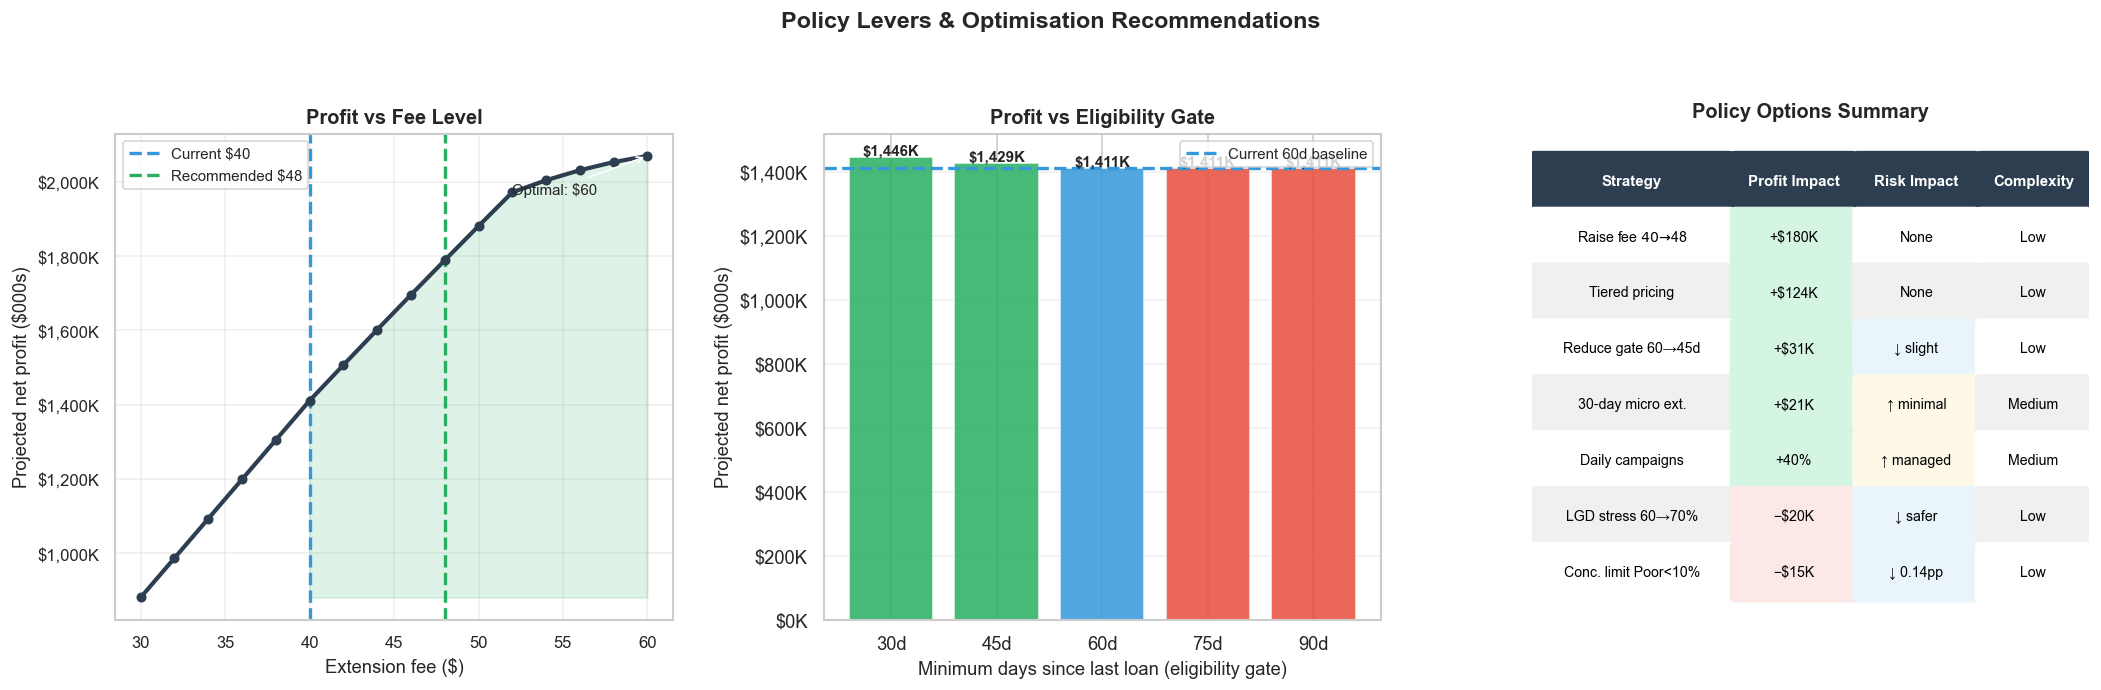 Policy Levers & Optimisation Recommendations
Profit vs Fee Level
Current $40
Recommended $48
Optimal: $60
$2,000K
$1,800K
$1,600K
$1,400K
$1,200K
$1,000K
Projected net profit ($000s)
30 35 40 45 50 55 60
Extension fee ($)
Profit vs Eligibility Gate
Current 60d baseline
$1,446K $1,429K $1,411K $1,411K $1,411K
$1,400K
$1,200K
$1,000K
$800K
$600K
$400K
$200K
$0K
Projected net profit ($000s)
30d 45d 60d 75d 90d
Minimum days since last loan (eligibility gate)
Policy Options Summary
Strategy Profit Impact Risk Impact Complexity
Raise fee 40→48 +$180K None Low
Tiered pricing +$124K None Low
Reduce gate 60→45d +$31K ↓ slight Low
30-day micro ext. +$21K ↑ minimal Medium
Daily campaigns +40% ↑ managed Medium
LGD stress 60→70% −$20K ↓ safer Low
Conc. limit Poor<10% −$15K ↓ 0.14pp Low